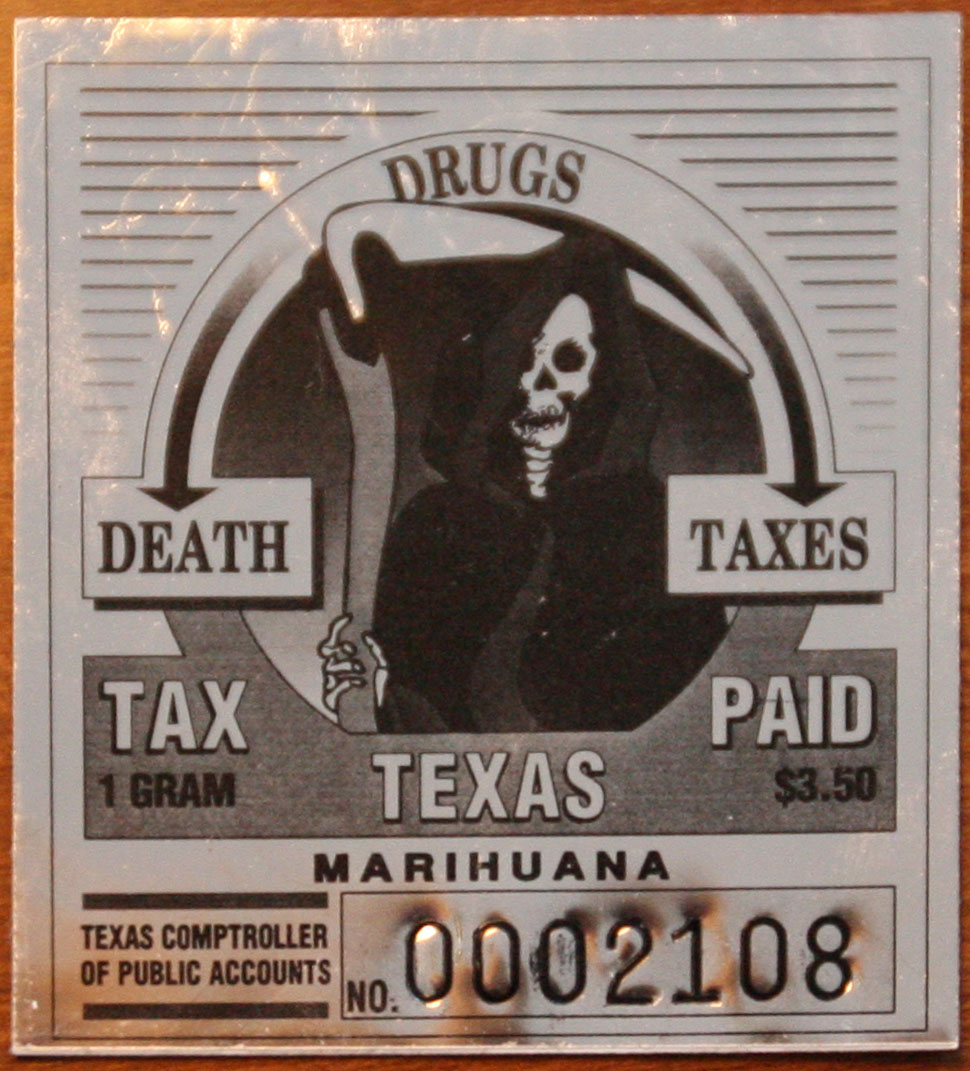 DRUGS
DEATH
TAXES
TAX
PAID
1 GRAM
TEXAS
$3.50
MARIHUANA
TEXAS COMPTROLLER
OF PUBLIC ACCOUNTS
NO. 0002108